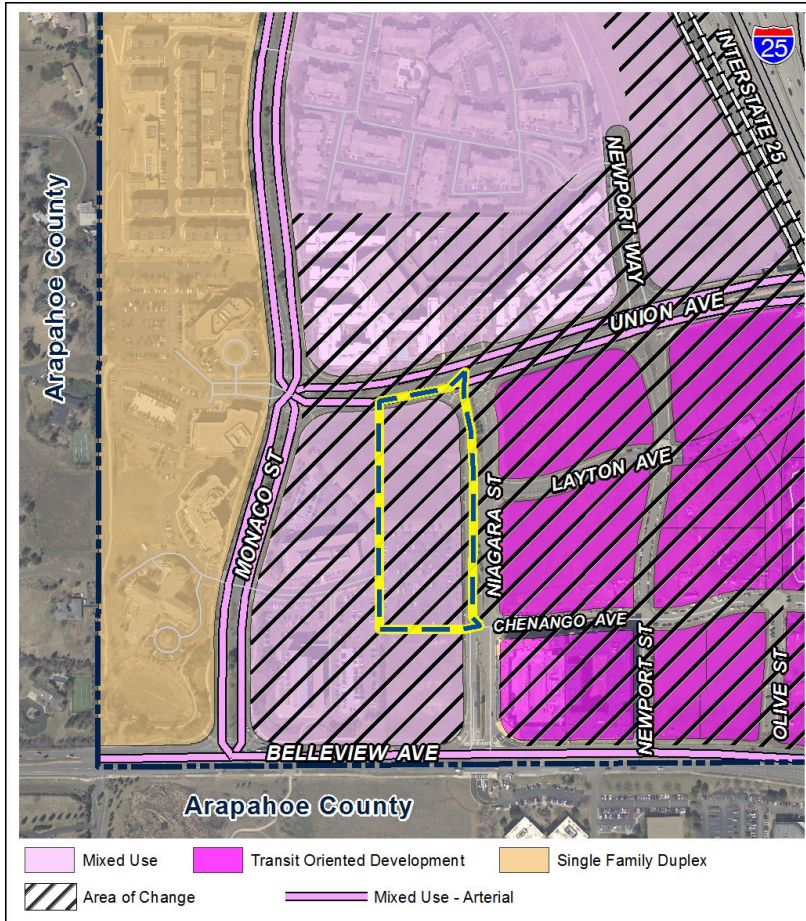 25
INTERSTATE 25
NEWPORT WAY
Arapahoe County
UNION AVE
MONACO ST
LAYTON AVE
NIAGARA ST
CHENANGO AVE
NEWPORT ST
OLIVE ST
BELLEVIEW AVE
Arapahoe County
Mixed Use
Transit Oriented Development
Single Family Duplex
Area of Change
Mixed Use - Arterial